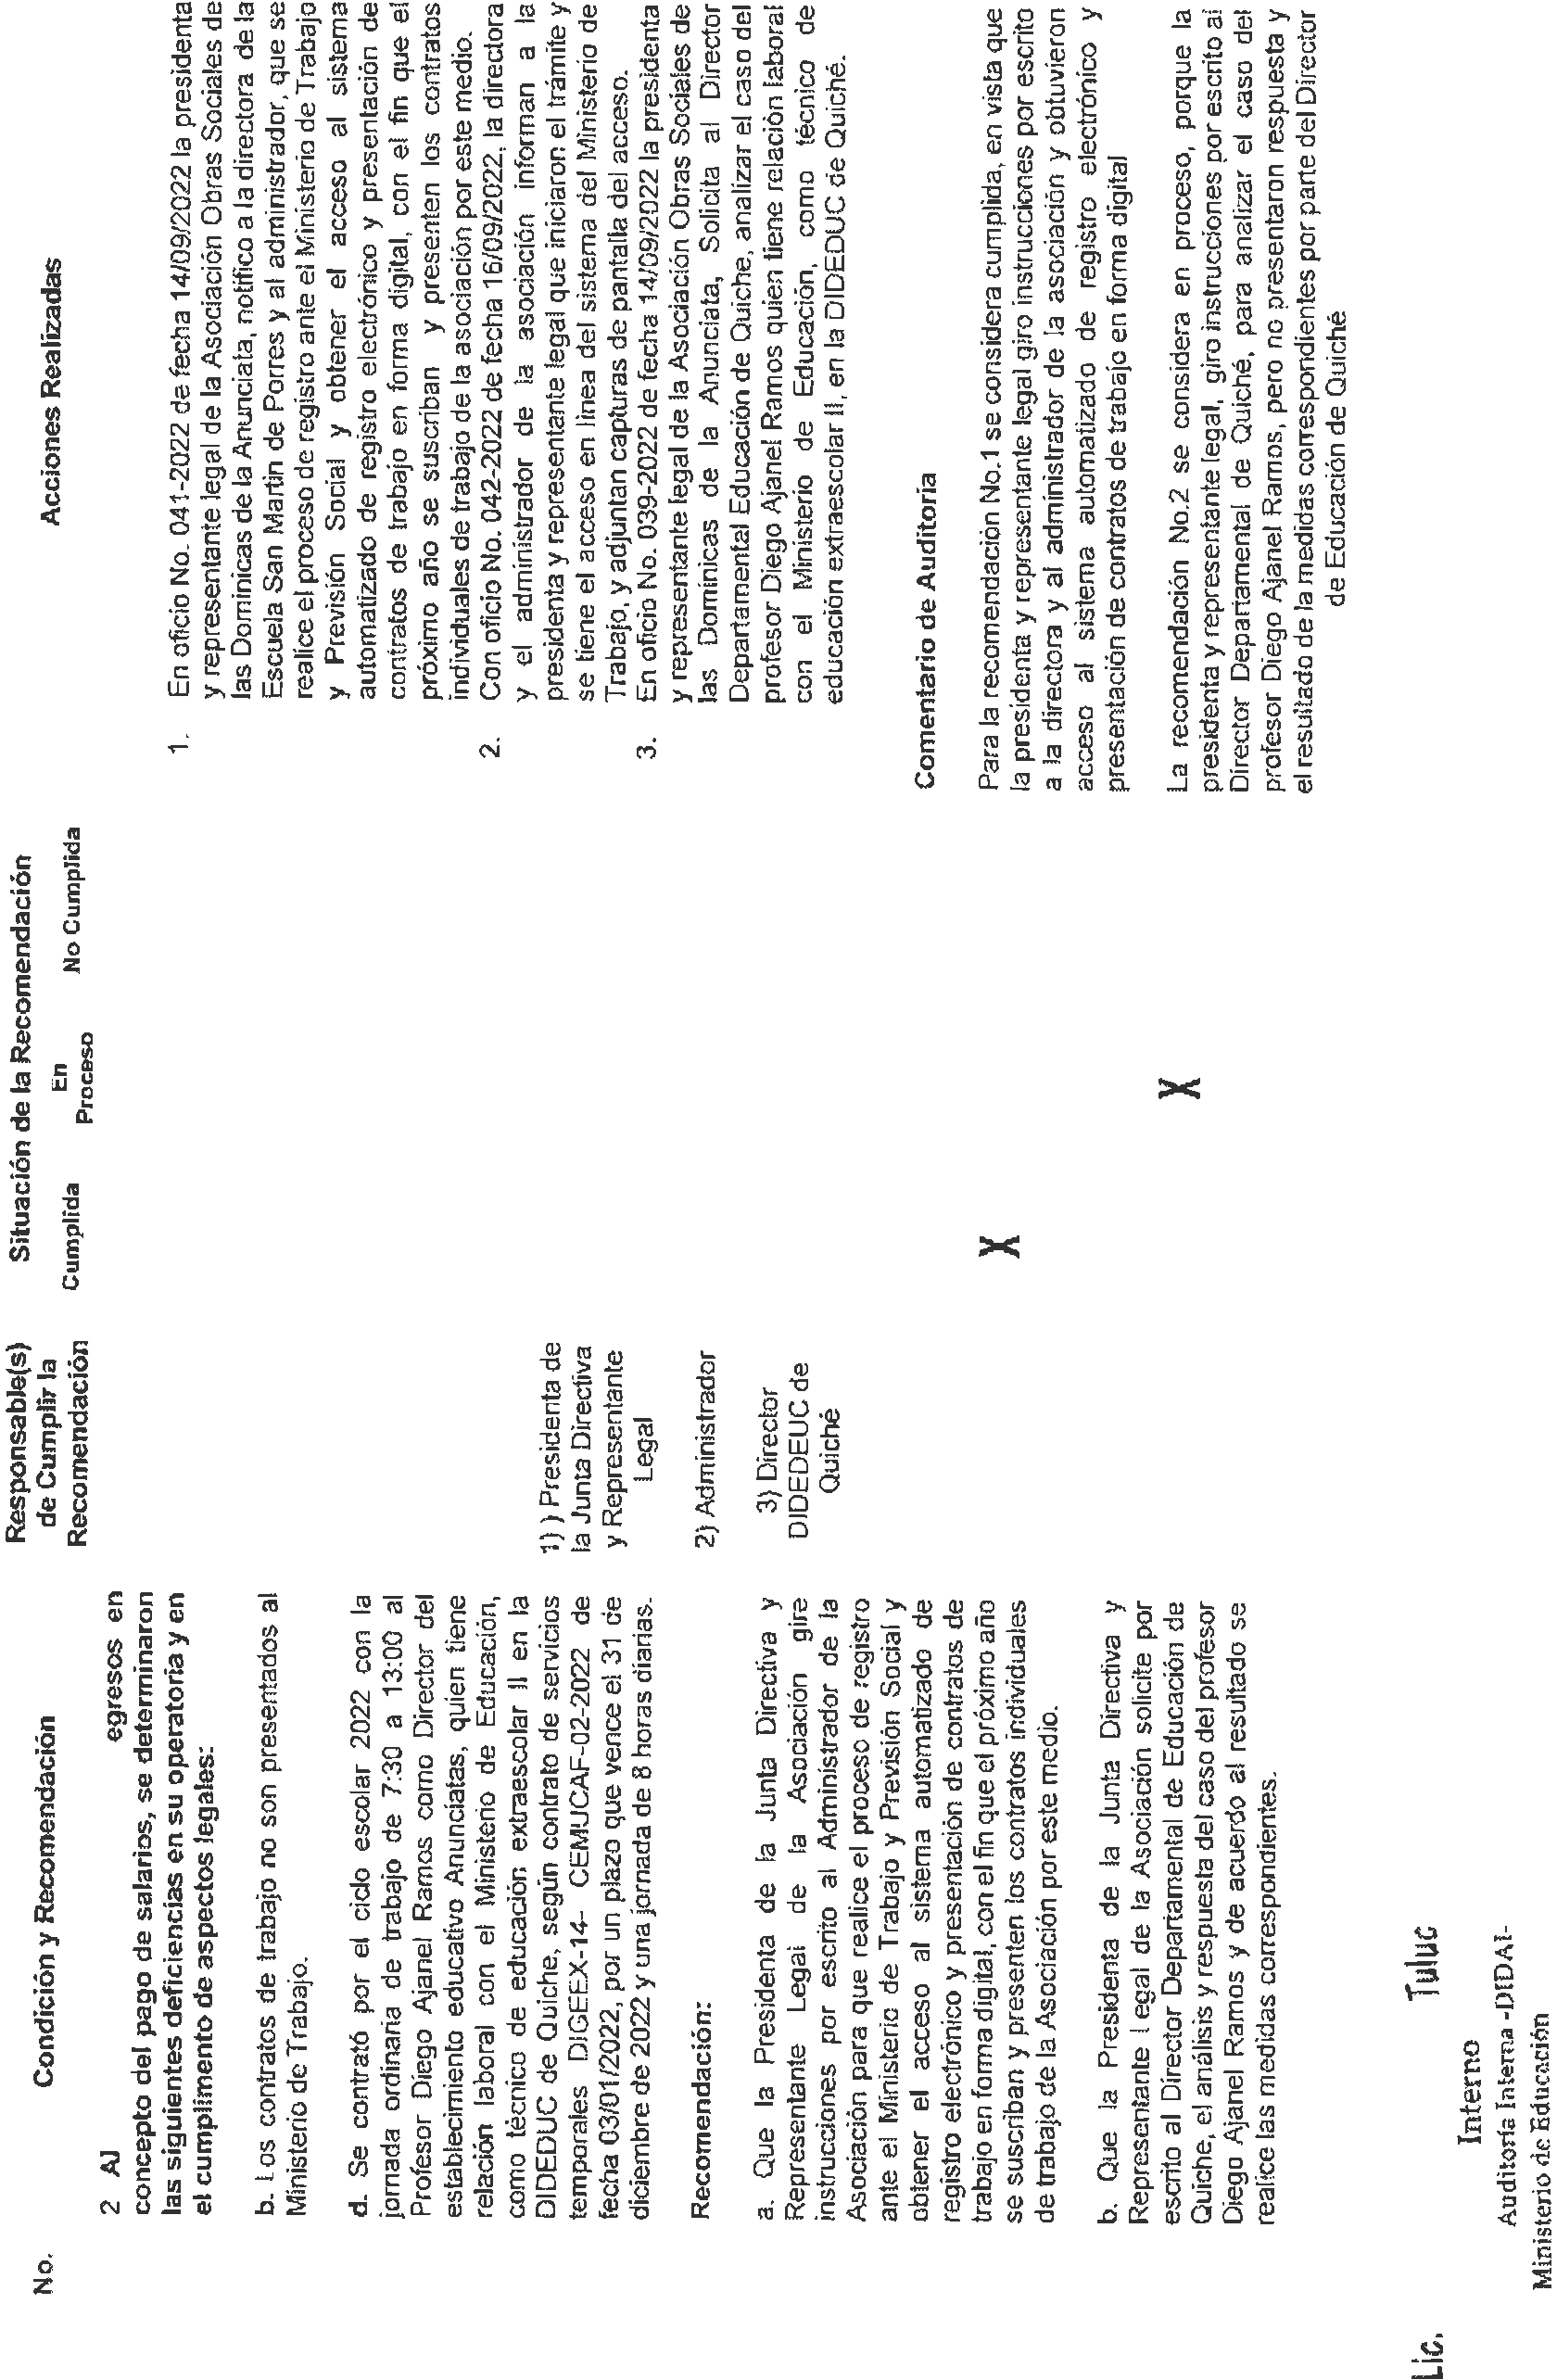 No.
Condición y Recomendación
Responsable(s)
de Cumplir la
Recomendación
Situación de la Recomendación
Cumplida
En
Proceso
No Cumplida
Acciones Realizadas
2 Al egresos en
concepto del pago de salarios, se determinaron
las siguientes deficiencias en su operatoria y en
el cumplimento de aspectos legales:
b. Los contratos de trabajo no son presentados al
Ministerio de Trabajo.
d. Se contrató por el ciclo escolar 2022 con la
jornada ordinaria de trabajo de 7:30 a 13:00 al
Profesor Diego Ajanel Ramos como Director del
establecimiento educativo Anunciatas, quien tiene
relación laboral con el Ministerio de Educación,
como técnico de educación extraescolar II en la
DIDEDUC de Quiche, según contrato de servicios
temporales DIGEEX-14- CEMUCAF-02-2022 de
fecha 03/01/2022, por un plazo que vence el 31 de
diciembre de 2022 y una jornada de 8 horas diarias.
Recomendación:
a. Que la Presidenta de la Junta Directiva y
Representante Legal de la Asociación gire
instrucciones por escrito al Administrador de la
Asociación para que realice el proceso de registro
ante el Ministerio de Trabajo y Previsión Social y
obtener el acceso al sistema automatizado de
registro electrónico y presentación de contratos de
trabajo en forma digital, con el fin que el próximo año
se suscriban y presenten los contratos individuales
de trabajo de la Asociación por este medio.
b. Que la Presidenta de la Junta Directiva y
Representante Legal de la Asociación solicite por
escrito al Director Departamental de Educación de
Quiche, el análisis y respuesta del caso del profesor
Diego Ajanel Ramos y de acuerdo al resultado se
realice las medidas correspondientes.
1) ) Presidenta de
la Junta Directiva
y Representante
Legal
2) Administrador
3) Director
DIDEDEUC de
Quiché
X
X
1. En oficio No. 041-2022 de fecha 14/09/2022 la presidenta
y representante legal de la Asociación Obras Sociales de
las Dominicas de la Anunciata, notifico a la directora de la
Escuela San Martin de Porres y al administrador, que se
realice el proceso de registro ante el Ministerio de Trabajo
y Previsión Social y obtener el acceso al sistema
automatizado de registro electrónico y presentación de
contratos de trabajo en forma digital, con el fin que el
próximo año se suscriban y presenten los contratos
individuales de trabajo de la asociación por este medio.
2. Con oficio No. 042-2022 de fecha 16/09/2022, la directora
y el administrador de la asociación informan a la
presidenta y representante legal que iniciaron el trámite y
se tiene el acceso en línea del sistema del Ministerio de
Trabajo, y adjuntan capturas de pantalla del acceso.
3. En oficio No. 039-2022 de fecha 14/09/2022 la presidenta
y representante legal de la Asociación Obras Sociales de
las Dominicas de la Anunciata, Solicita al Director
Departamental Educación de Quiche, analizar el caso del
profesor Diego Ajanel Ramos quien tiene relación laboral
con el Ministerio de Educación, como técnico de
educación extraescolar II, en la DIDEDUC de Quiché.
Comentario de Auditoria
Para la recomendación No.1 se considera cumplida, en vista que
la presidenta y representante legal giro instrucciones por escrito
a la directora y al administrador de la asociación y obtuvieron
acceso al sistema automatizado de registro electrónico y
presentación de contratos de trabajo en forma digital
La recomendación No.2 se considera en proceso, porque la
presidenta y representante legal, giro instrucciones por escrito al
Director Departamental de Quiché, para analizar el caso del
profesor Diego Ajanel Ramos, pero no presentaron respuesta y
el resultado de la medidas correspondientes por parte del Director
de Educación de Quiché
Lic. Tuluc
Interno
Auditoría Interna -DIDAI-
Ministerio de Educación